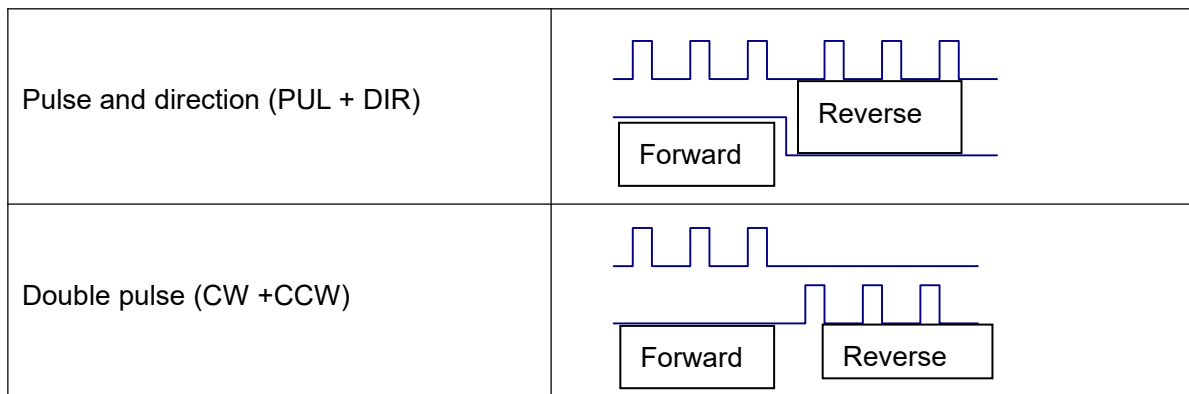 Pulse and direction (PUL + DIR)
Reverse
Forward
Double pulse (CW +CCW)
Forward
Reverse